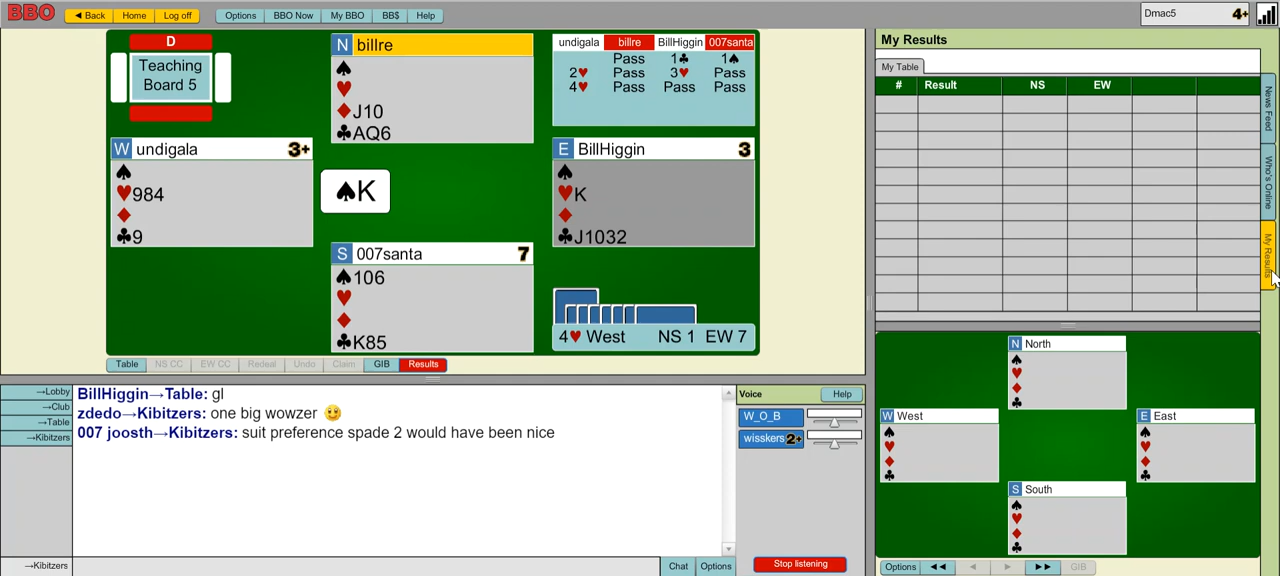 BBO
◄ Back Home Log off Options BBO Now My BBO BB$ Help Dmac5 4+
D
Teaching
Board 5
N billre
♠
♥
♦J10
♣AQ6
undigala billre BillHiggin 007santa
Pass 1♣ 1♠
2♥ Pass 3♥ Pass
4♥ Pass Pass Pass
W undigala 3+
♠
♥984
♦
♣9
♠K
E BillHiggin 3
♠
♥K
♦
♣J1032
S 007santa 7
♠106
♥
♦
♣K85
4♥ West NS 1 EW 7
Table NS CC EW CC Redeal Undo Claim GIB Results
→Lobby
→Club
→Table
→Kibitzers
BillHiggin→Table: gl
zdedo→Kibitzers: one big wowzer
007 joosth→Kibitzers: suit preference spade 2 would have been nice
→Kibitzers Chat Options
Voice Help
W_O_B
wisskers 2+
Stop listening
My Results
My Table
# Result NS EW
News Feed
Who's Online
My Results
N North
♠
♥
♦
♣
W West
♠
♥
♦
♣
E East
♠
♥
♦
♣
S South
♠
♥
♦
♣
Options ◄◄ ◄ ► ►► GIB